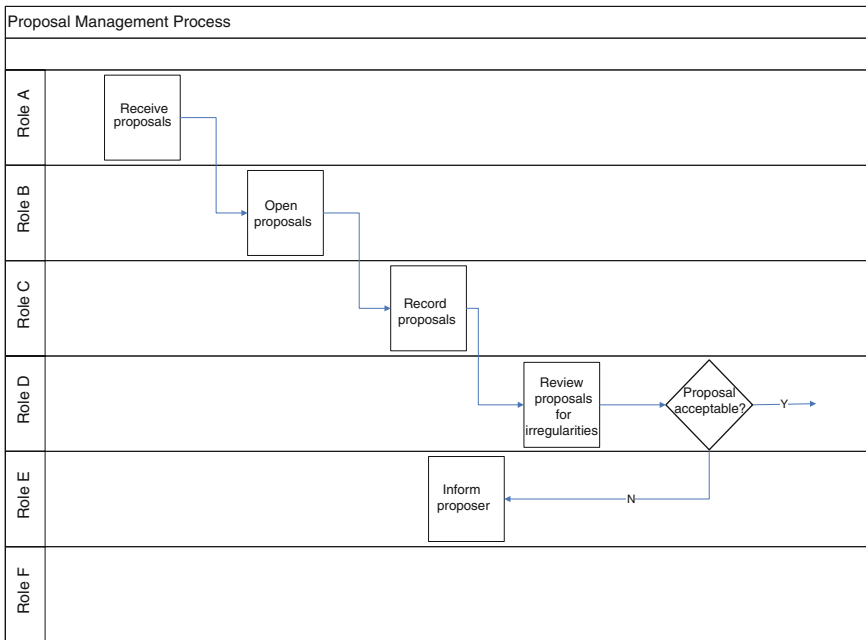 Proposal Management Process
Role A
Receive
proposals
Role B
Open
proposals
Role C
Record
proposals
Role D
Review
proposals
for
irregularities
Proposal
acceptable?
Y
Role E
Inform
proposer
N
Role F